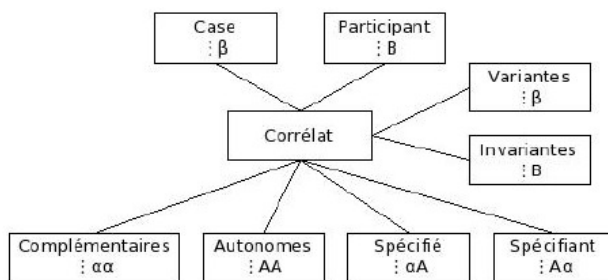 Case
⋮β
Participant
⋮B
Variantes
⋮β
Corrélat
Invariantes
⋮B
Complémentaires
⋮αα
Autonomes
⋮AA
Spécifié
⋮αA
Spécifiant
⋮Aα